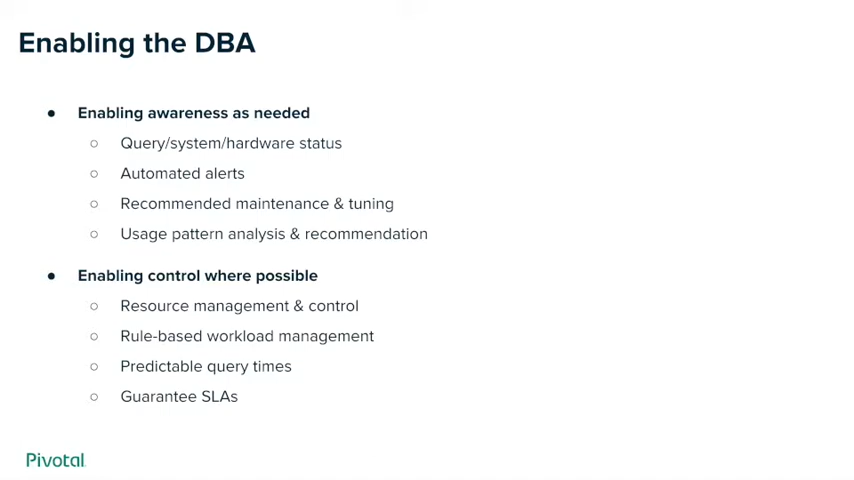 Enabling the DBA
● Enabling awareness as needed
○ Query/system/hardware status
○ Automated alerts
○ Recommended maintenance & tuning
○ Usage pattern analysis & recommendation
● Enabling control where possible
○ Resource management & control
○ Rule-based workload management
○ Predictable query times
○ Guarantee SLAs
Pivotal